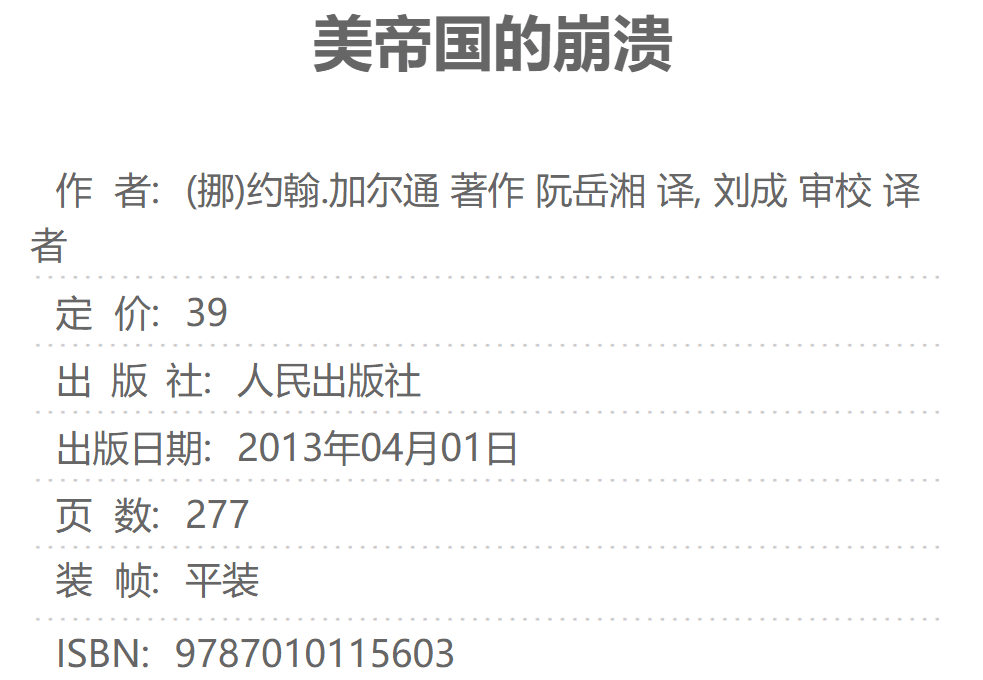 美帝国的崩溃
作 者: (挪)约翰.加尔通 著作 阮岳湘 译, 刘成 审校 译
者
定 价: 39
出 版 社: 人民出版社
出版日期: 2013年04月01日
页 数: 277
装 帧: 平装
ISBN: 9787010115603